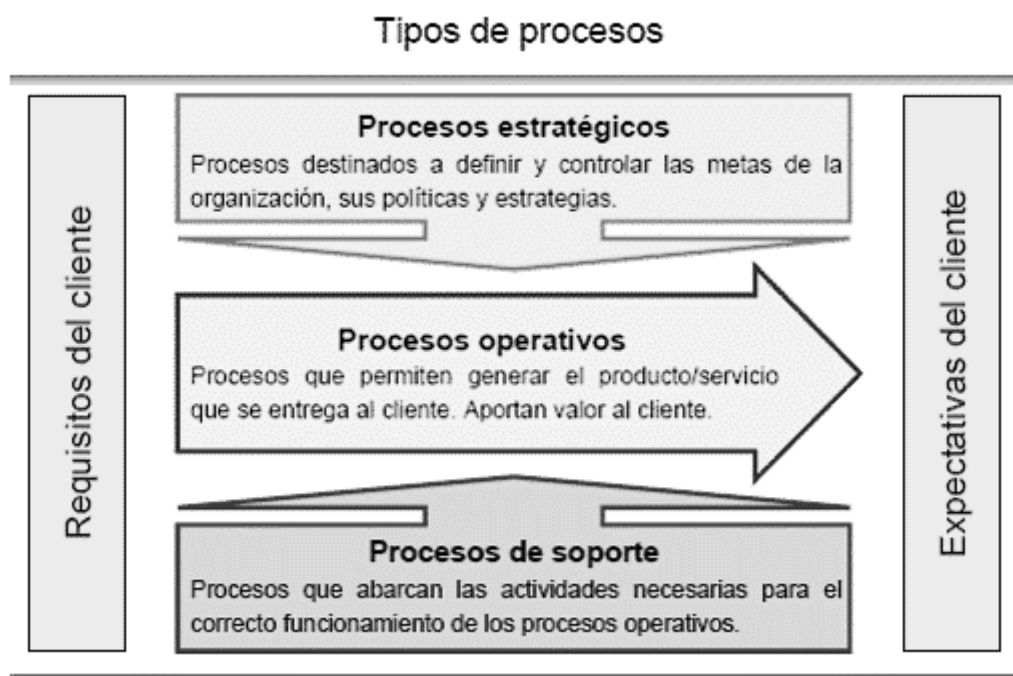 Tipos de procesos
Requisitos del cliente
Procesos estratégicos
Procesos destinados a definir y controlar las metas de la
organización, sus políticas y estrategias.
Procesos operativos
Procesos que permiten generar el producto/servicio
que se entrega al cliente. Aportan valor al cliente.
Procesos de soporte
Procesos que abarcan las actividades necesarias para el
correcto funcionamiento de los procesos operativos.
Expectativas del cliente